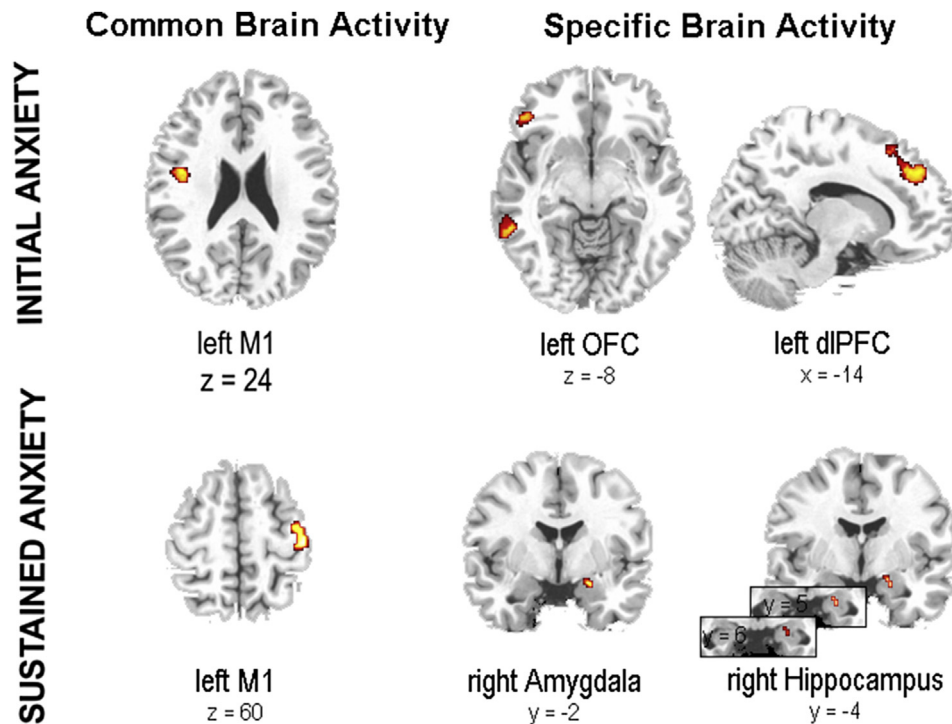 Common Brain Activity
Specific Brain Activity
INITIAL ANXIETY
left M1
z = 24
left OFC
z = -8
left dlPFC
x = -14
SUSTAINED ANXIETY
left M1
z = 60
right Amygdala
y = -2
y = 5
y = 6
right Hippocampus
y = -4